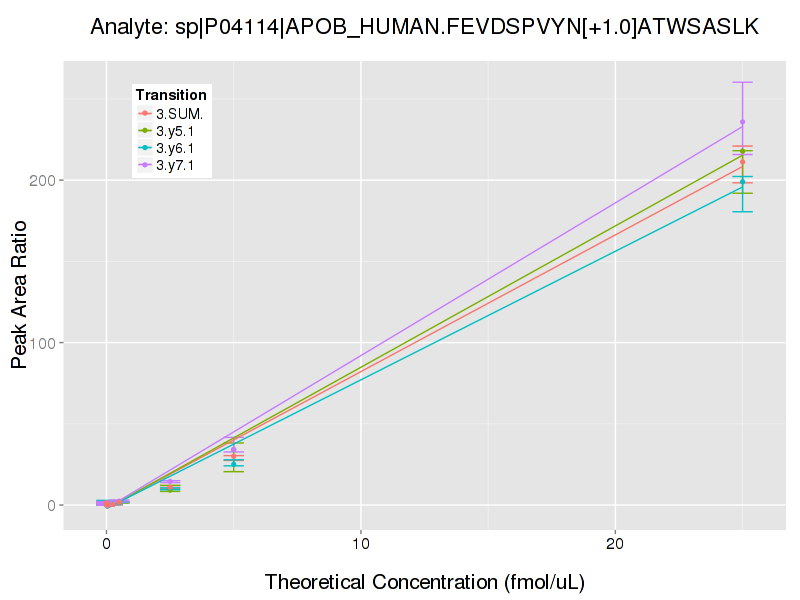 Analyte: sp|P04114|APOB_HUMAN.FEVDSPVYN[+1.0]ATWSASLK
Transition
3.SUM.
3.y5.1
3.y6.1
3.y7.1
Peak Area Ratio
200
100
0
0 10 20
Theoretical Concentration (fmol/uL)